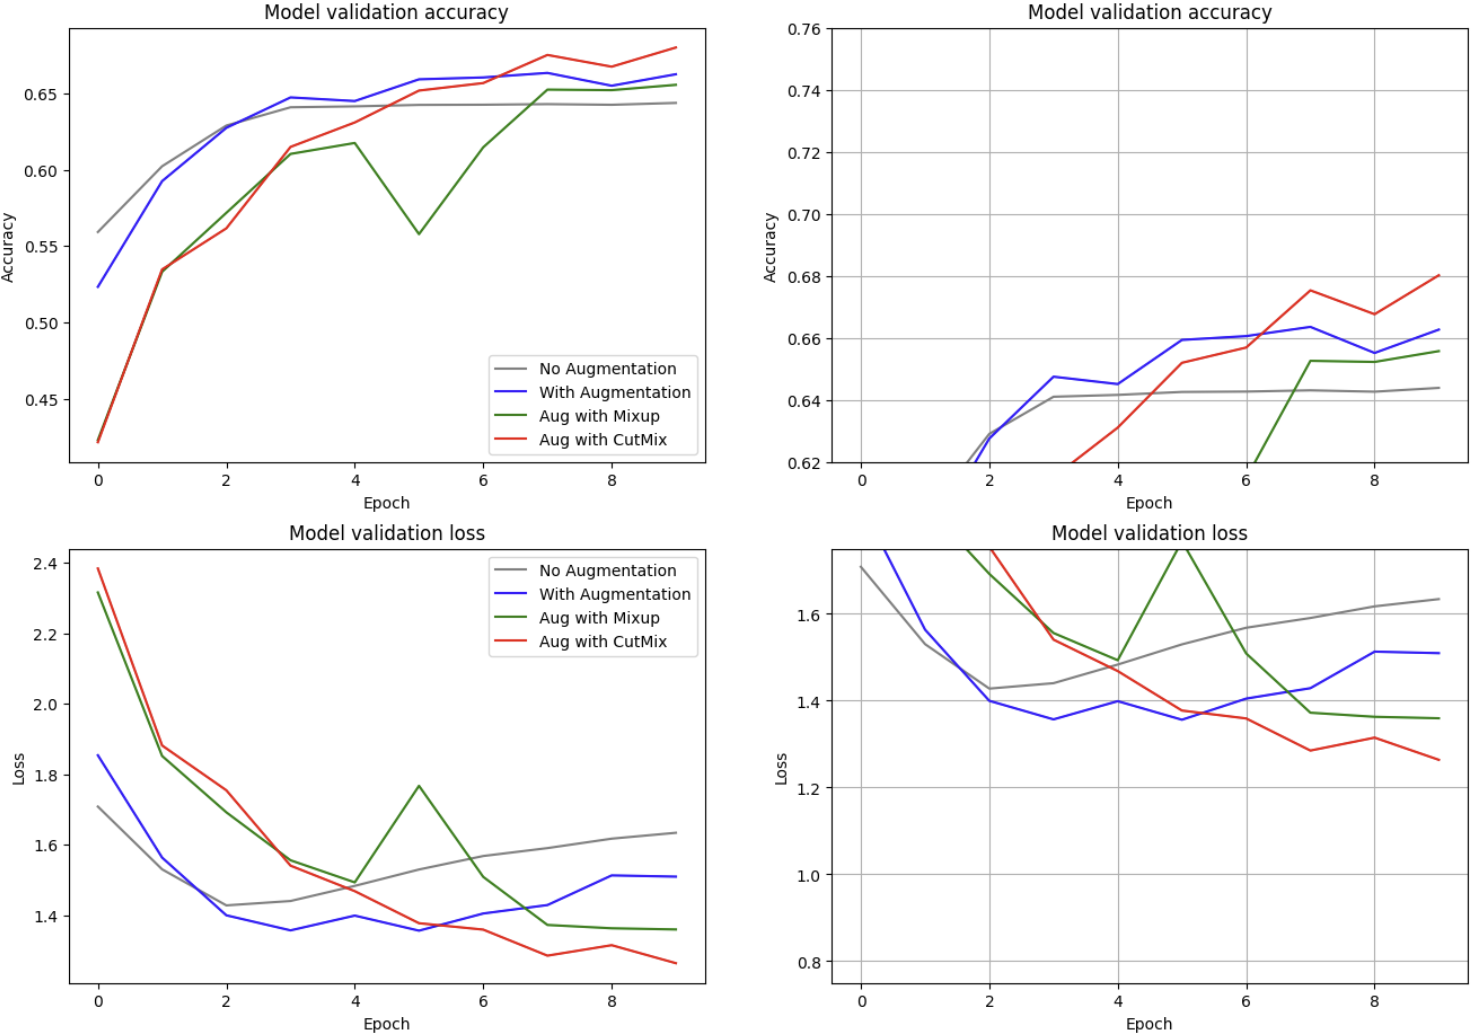 Model validation accuracy
Accuracy
0.65
0.60
0.55
0.50
0.45
No Augmentation
With Augmentation
Aug with Mixup
Aug with CutMix
0 2 4 6 8
Epoch
Model validation accuracy
Accuracy
0.76
0.74
0.72
0.70
0.68
0.66
0.64
0.62
0 2 4 6 8
Epoch
Model validation loss
Loss
2.4
2.2
2.0
1.8
1.6
1.4
No Augmentation
With Augmentation
Aug with Mixup
Aug with CutMix
0 2 4 6 8
Epoch
Model validation loss
Loss
1.6
1.4
1.2
1.0
0.8
0 2 4 6 8
Epoch